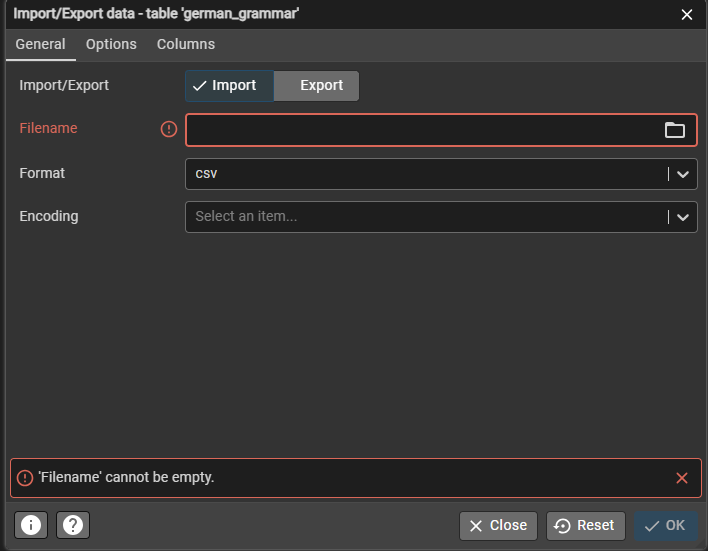 Import/Export data - table 'german_grammar'
General Options Columns
Import/Export Import Export
Filename
Format csv
Encoding Select an item...
'Filename' cannot be empty.
Close Reset OK